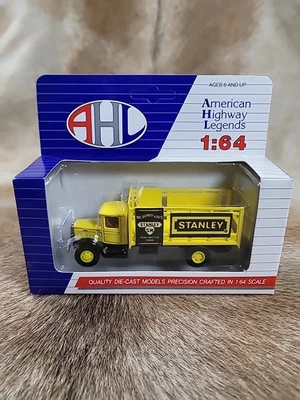 AGES 8 AND UP
AHL
American
Highway
Legends
1:64
STANLEY
STANLEY
QUALITY DIE-CAST MODELS PRECISION CRAFTED IN 1:64 SCALE